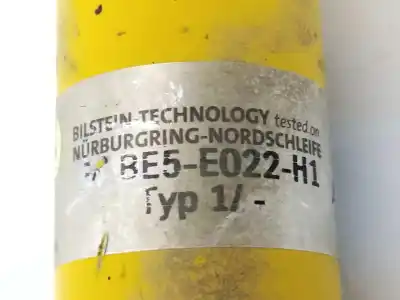 BILSTEIN-TECHNOLOGY tested on
NÜRBURGRING-NORDSCHLEIFE
BE5-E022-H1
Typ 1/ -